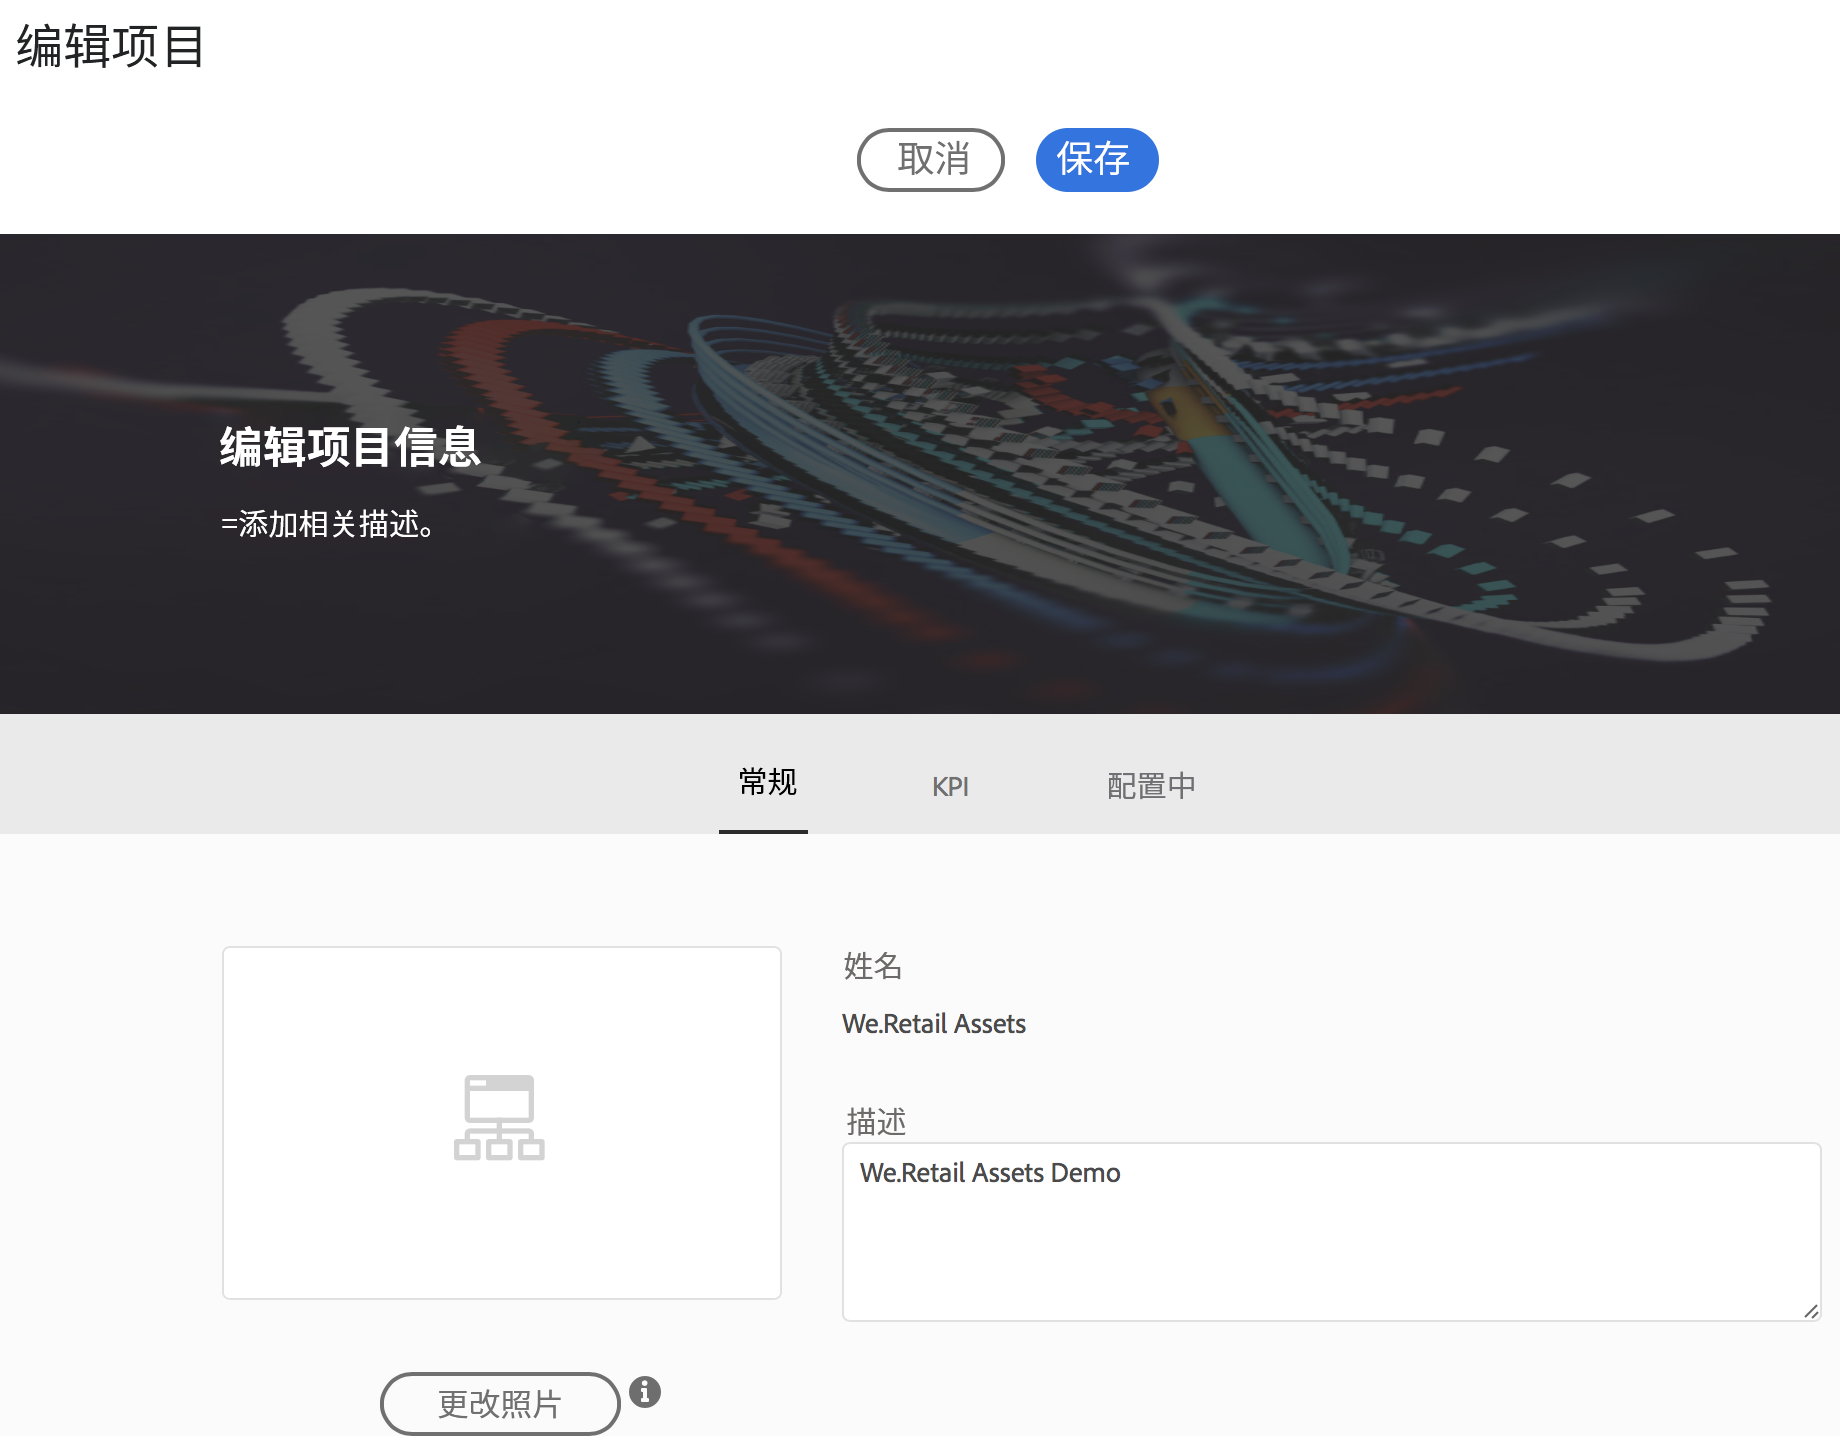 编辑项目
取消
保存
编辑项目信息
=添加相关描述。
常规
KPI
配置中
姓名
We.Retail Assets
描述
We.Retail Assets Demo
更改照片